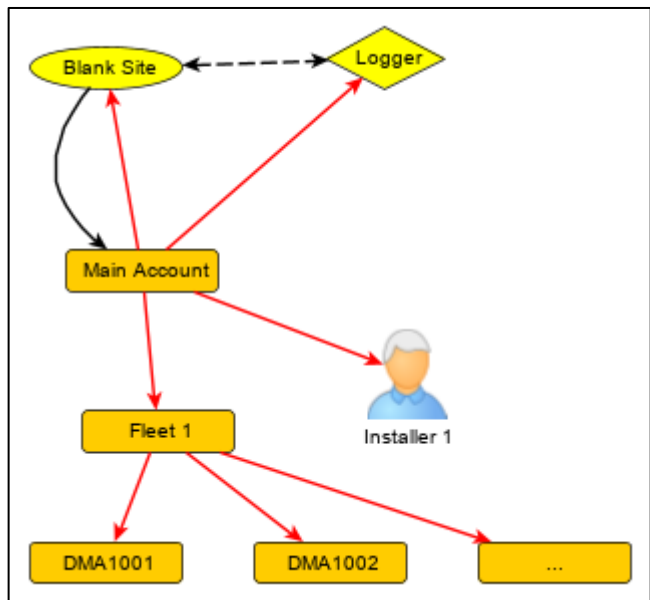 Blank Site
Logger
Main Account
Fleet 1
Installer 1
DMA1001
DMA1002
...